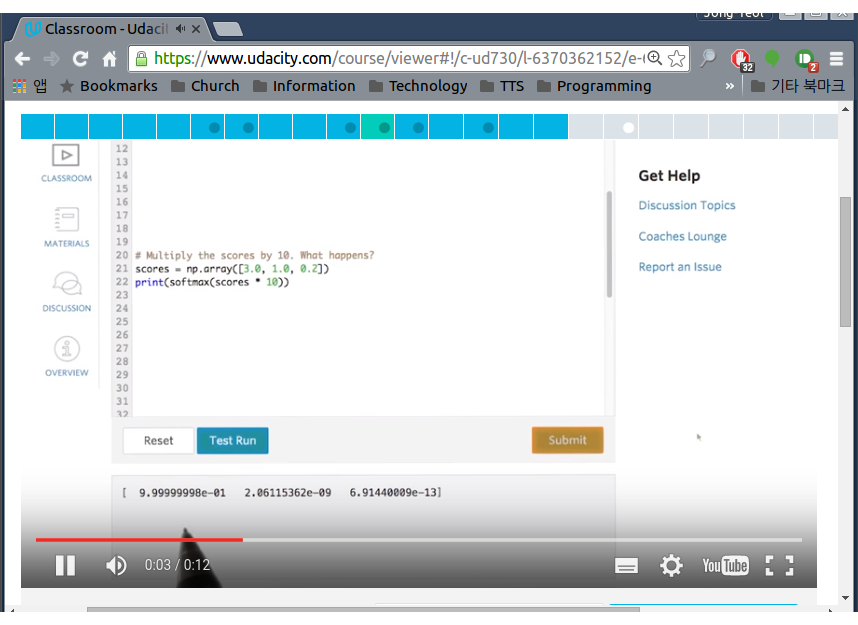 Jong Yeol
Classroom - Udaci
https://www.udacity.com/course/viewer#!/c-ud730/l-6370362152/e-
32
2
앱 Bookmarks Church Information Technology TTS Programming » 기타 북마크
CLASSROOM
MATERIALS
DISCUSSION
OVERVIEW
12
13
14
15
16
17
18
19
20 # Multiply the scores by 10. What happens?
21 scores = np.array([3.0, 1.0, 0.2])
22 print(softmax(scores * 10))
23
24
25
26
27
28
29
30
31
32
Get Help
Discussion Topics
Coaches Lounge
Report an Issue
Reset Test Run Submit
[ 9.99999998e-01 2.06115362e-09 6.91440009e-13]
0:03 / 0:12
YouTube